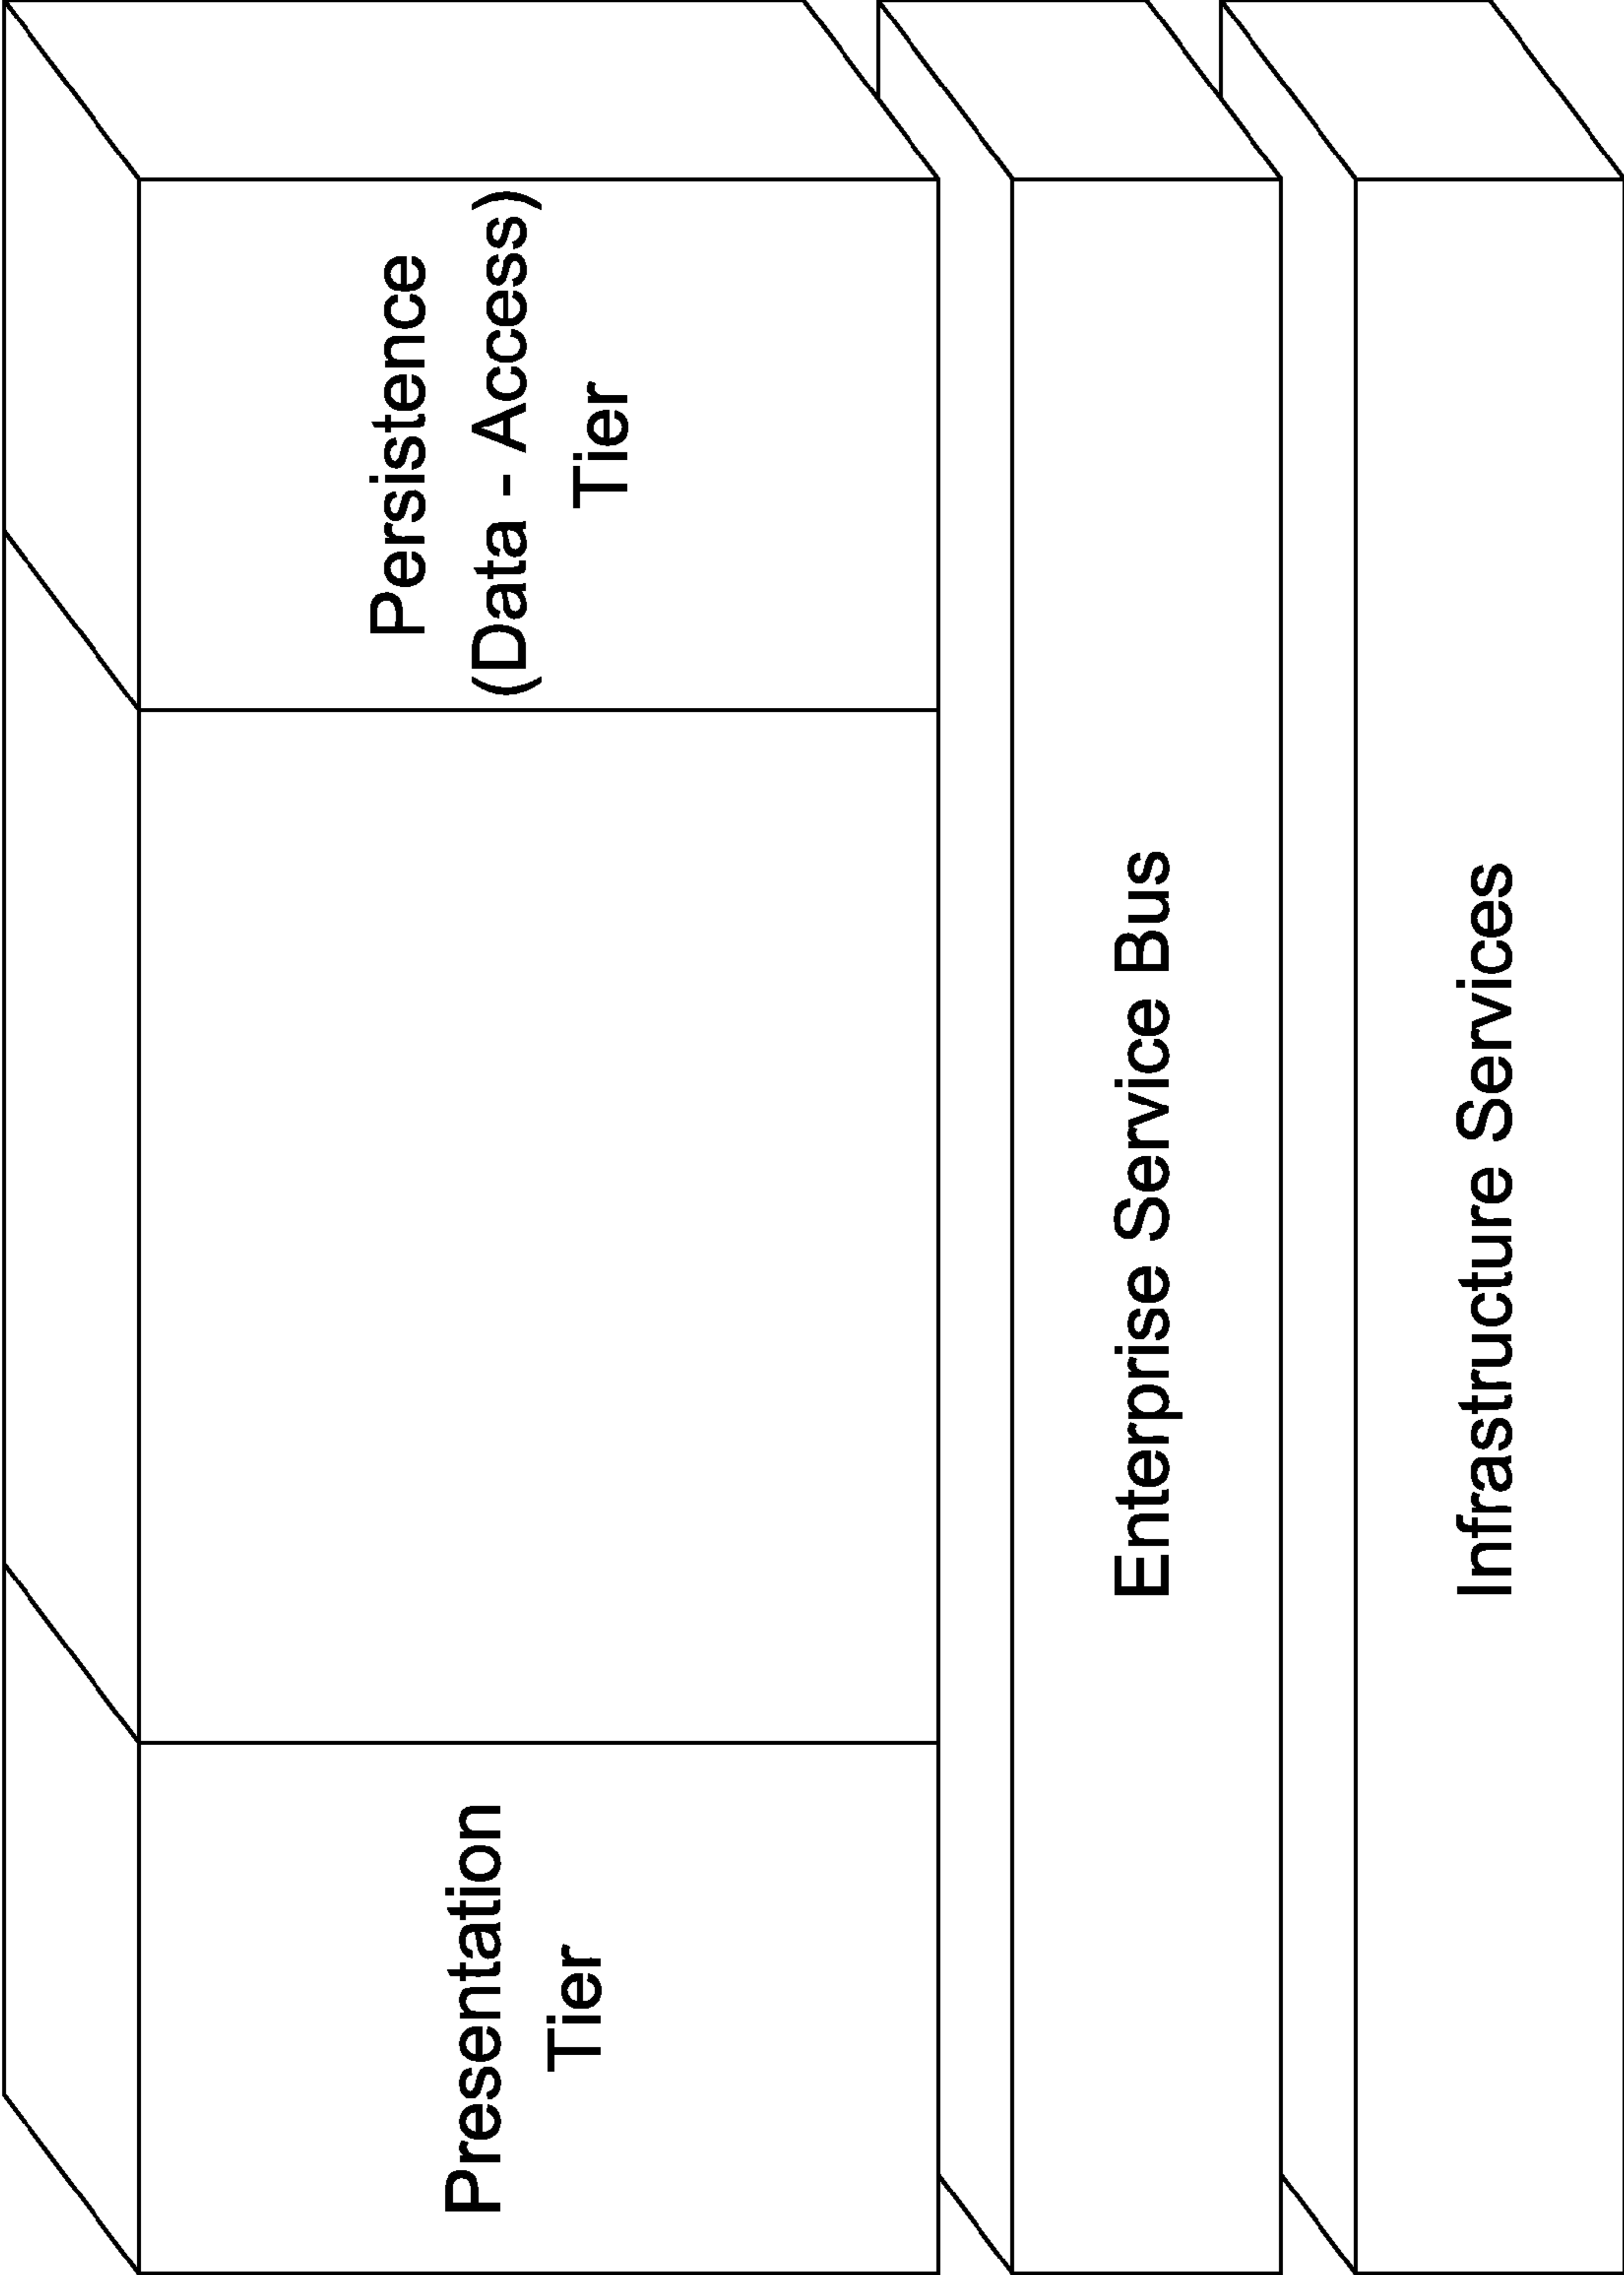 Presentation
Tier
Persistence
(Data - Access)
Tier
Enterprise Service Bus
Infrastructure Services